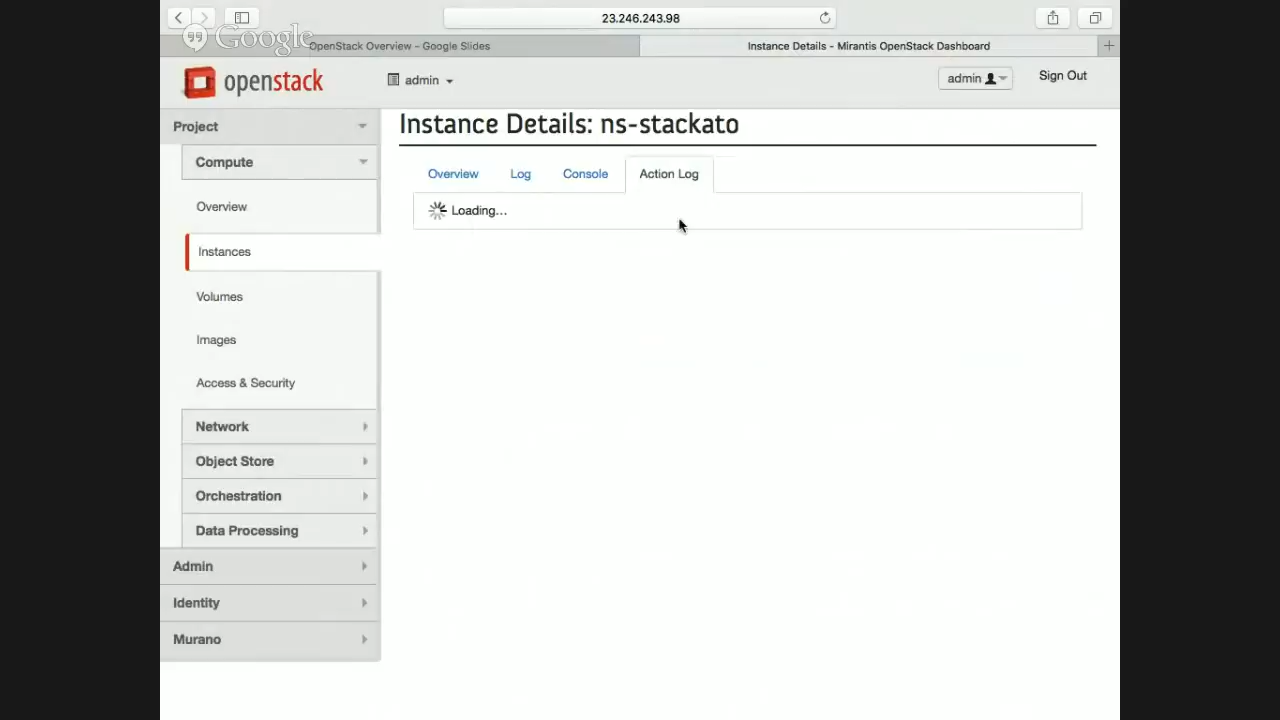 23.246.243.98
Google
OpenStack Overview - Google Slides
Instance Details - Mirantis OpenStack Dashboard
openstack
admin
admin
Sign Out
Project
Instance Details: ns-stackato
Compute
Overview
Log
Console
Action Log
Loading...
Overview
Instances
Volumes
Images
Access & Security
Network
Object Store
Orchestration
Data Processing
Admin
Identity
Murano